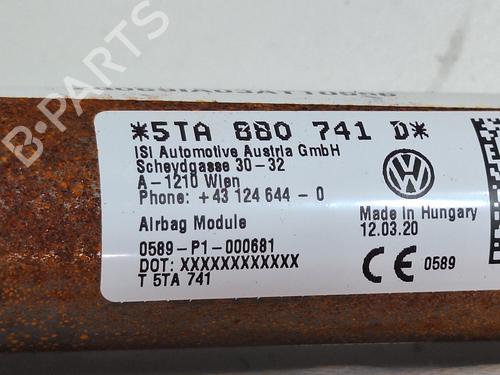 *5TA 880 741 D*
ISI Automotive Austria GmbH
Scheydgasse 30-32
A-1210 Wien
Phone: +43 124 644 - 0
Airbag Module
0589-P1-000681
DOT: XXXXXXXXXXXX
T 5TA 741
Made In Hungary
12.03.20
CE 0589
B-PARTS